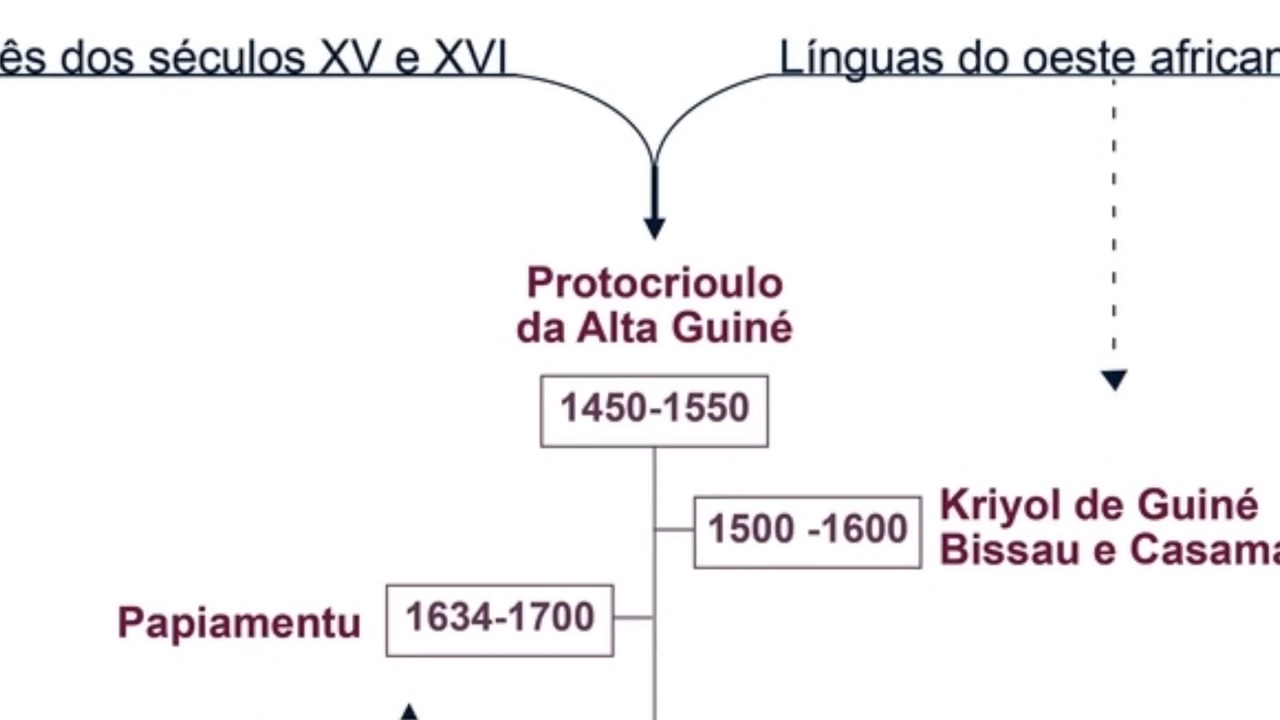 ês dos séculos XV e XVI
Línguas do oeste african
Protocrioulo
da Alta Guiné
1450-1550
1500 -1600
Kriyol de Guiné
Bissau e Casama
Papiamentu
1634-1700